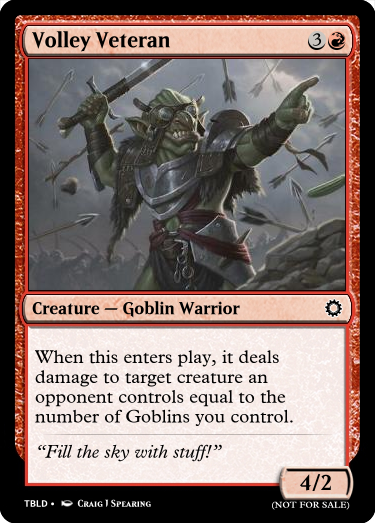 Volley Veteran 3
Creature — Goblin Warrior
When this enters play, it deals
damage to target creature an
opponent controls equal to the
number of Goblins you control.
“Fill the sky with stuff!”
4/2
TBLD • Craig J Spearing
(NOT FOR SALE)